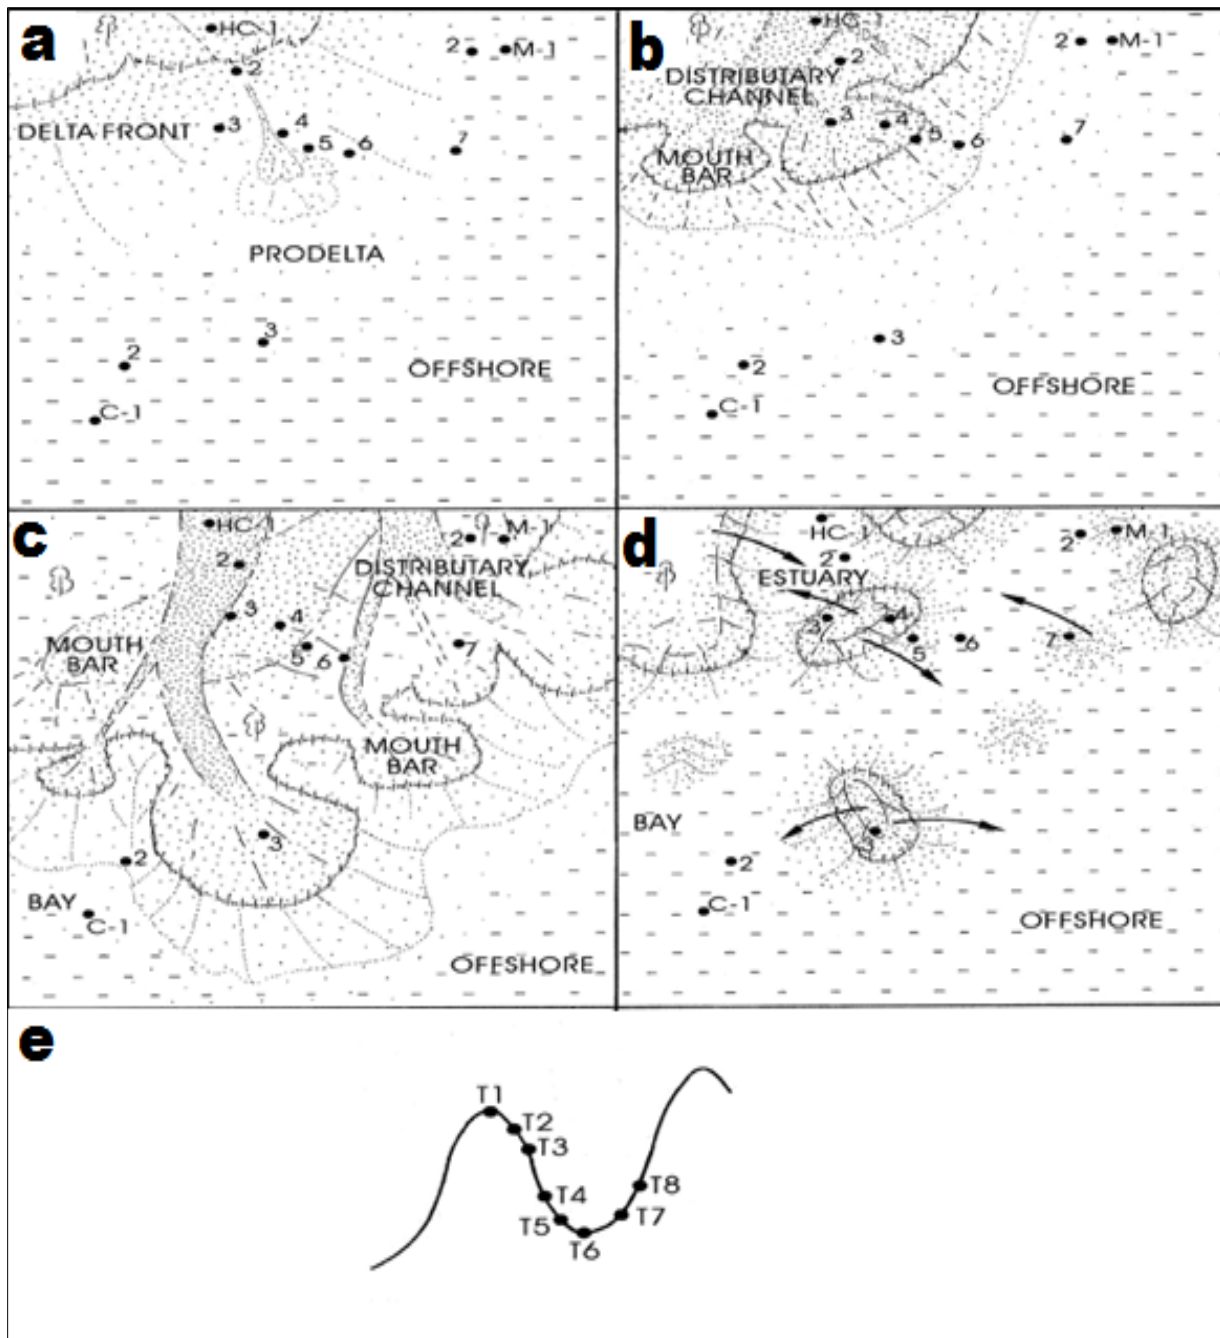 a
HC-1
2
2 M-1
DELTA FRONT
3
4
5
6
7
PRODELTA
3
2
OFFSHORE
C-1
b
HC-1
2 M-1
2
DISTRIBUTARY
CHANNEL
3
4
5
6
7
MOUTH
BAR
3
2
OFFSHORE
C-1
c
HC-1
2 M-1
2
DISTRIBUTARY
CHANNEL
3
4
MOUTH
BAR
5
6
7
MOUTH
BAR
3
2
BAY
C-1
OFFSHORE
d
HC-1
2 M-1
2
ESTUARY
3
4
5
6
7
BAY
3
2
C-1
OFFSHORE
e
T1
T2
T3
T4
T8
T5
T7
T6